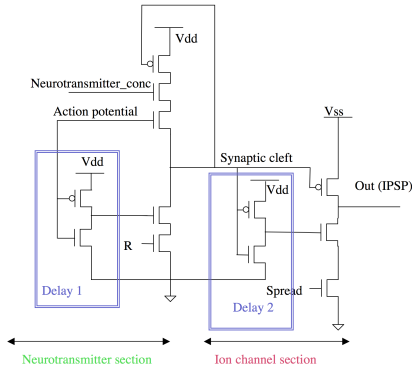 Vdd
Neurotransmitter_conc
Action potential
Vss
Vdd
Synaptic cleft
Vdd
Out (IPSP)
R
Delay 1
Spread
Delay 2
Neurotransmitter section
Ion channel section